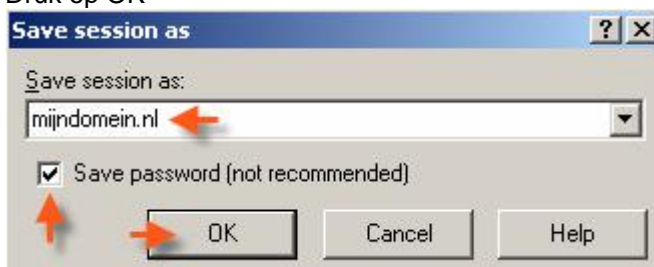 Druk op OK
Save session as
Save session as:
mijndomein.nl
Save password (not recommended)
OK Cancel Help